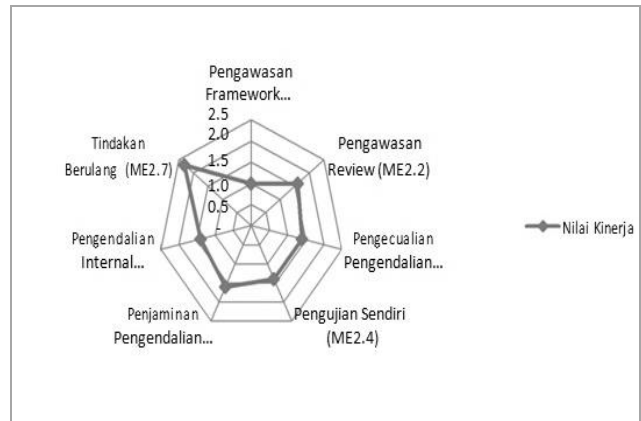 Pengawasan
Framework...
2.5
2.0
1.5
1.0
0.5
-
Pengawasan
Review (ME2.2)
Pengecualian
Pengendalian...
Pengujian Sendiri
(ME2.4)
Penjaminan
Pengendalian...
Pengendalian
Internal...
Tindakan
Berulang (ME2.7)
Nilai Kinerja